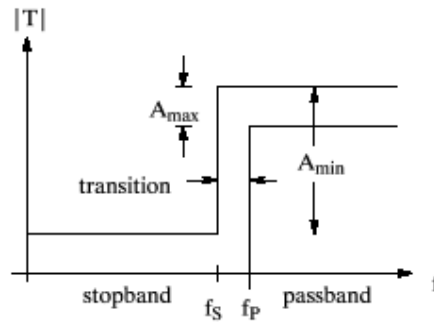 |T|
A_max
A_min
transition
stopband
f_S
f_P
passband
f